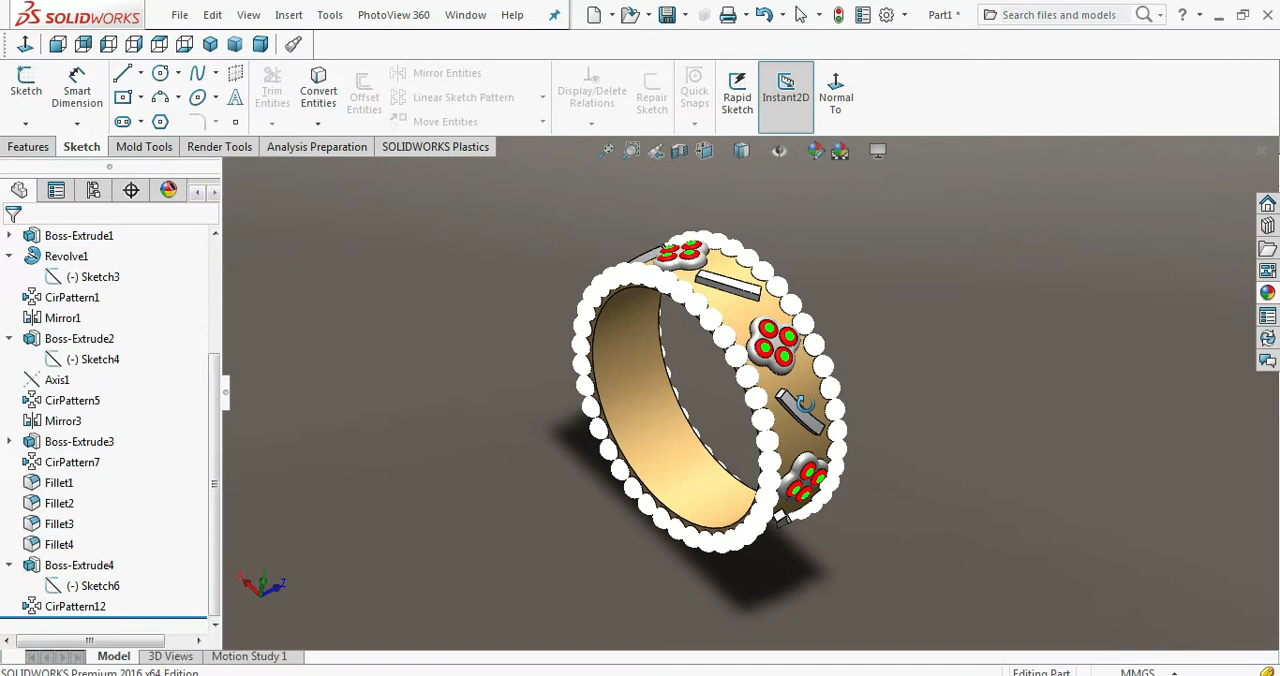 SOLIDWORKS File Edit View Insert Tools PhotoView 360 Window Help Part1 * Search files and models ?
Sketch Smart Dimension Trim Entities Convert Entities Offset Entities Mirror Entities Linear Sketch Pattern Move Entities Display/Delete Relations Repair Sketch Quick Snaps Rapid Sketch Instant2D Normal To
Features Sketch Mold Tools Render Tools Analysis Preparation SOLIDWORKS Plastics
Boss-Extrude1
Revolve1
(-) Sketch3
CirPattern1
Mirror1
Boss-Extrude2
(-) Sketch4
Axis1
CirPattern5
Mirror3
Boss-Extrude3
CirPattern7
Fillet1
Fillet2
Fillet3
Fillet4
Boss-Extrude4
(-) Sketch6
CirPattern12
Z
Model 3D Views Motion Study 1
SOLIDWORKS Premium 2016 x64 Edition Editing Part MMGS